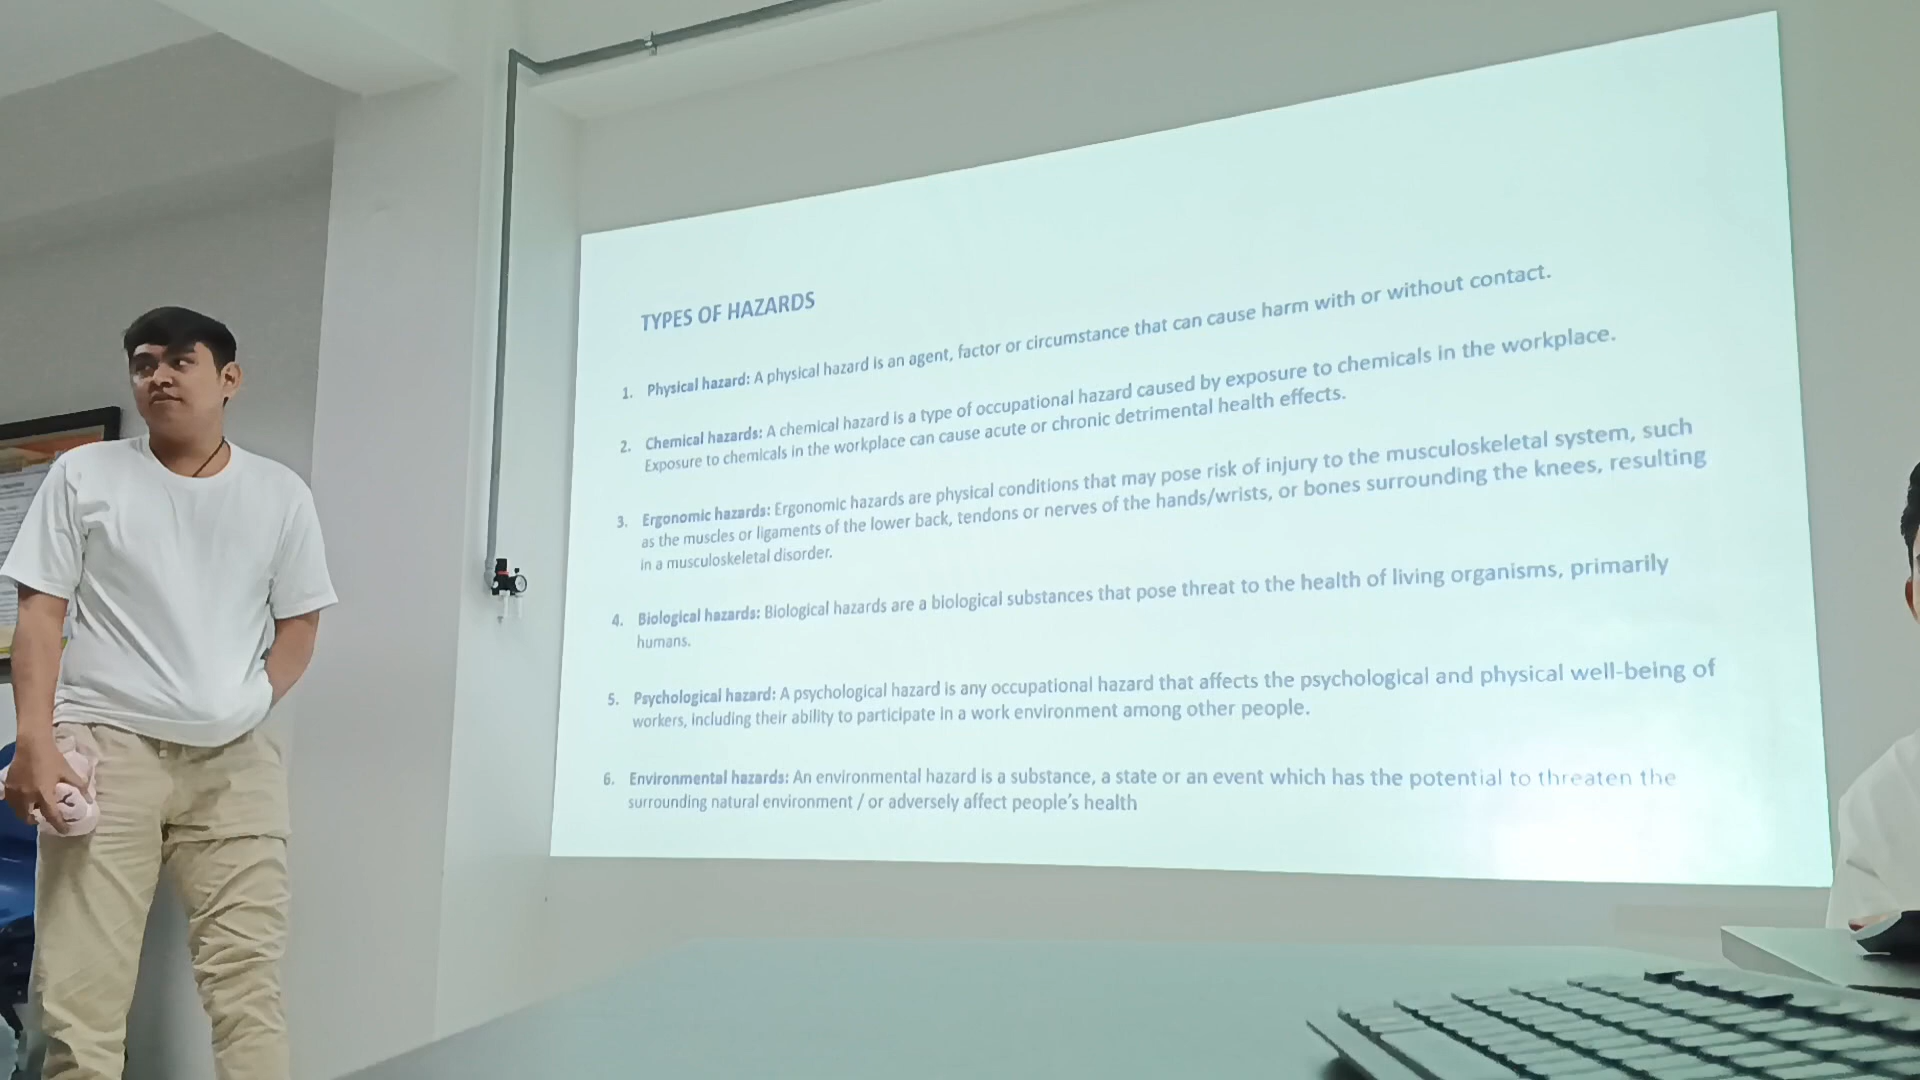 TYPES OF HAZARDS
1. Physical hazard: A physical hazard is an agent, factor or circumstance that can cause harm with or without contact.
2. Chemical hazards: A chemical hazard is a type of occupational hazard caused by exposure to chemicals in the workplace.
Exposure to chemicals in the workplace can cause acute or chronic detrimental health effects.
3. Ergonomic hazards: Ergonomic hazards are physical conditions that may pose risk of injury to the musculoskeletal system, such
as the muscles or ligaments of the lower back, tendons or nerves of the hands/wrists, or bones surrounding the knees, resulting
in a musculoskeletal disorder.
4. Biological hazards: Biological hazards are a biological substances that pose threat to the health of living organisms, primarily
humans.
5. Psychological hazard: A psychological hazard is any occupational hazard that affects the psychological and physical well-being of
workers, including their ability to participate in a work environment among other people.
6. Environmental hazards: An environmental hazard is a substance, a state or an event which has the potential to threaten the
surrounding natural environment / or adversely affect people's health